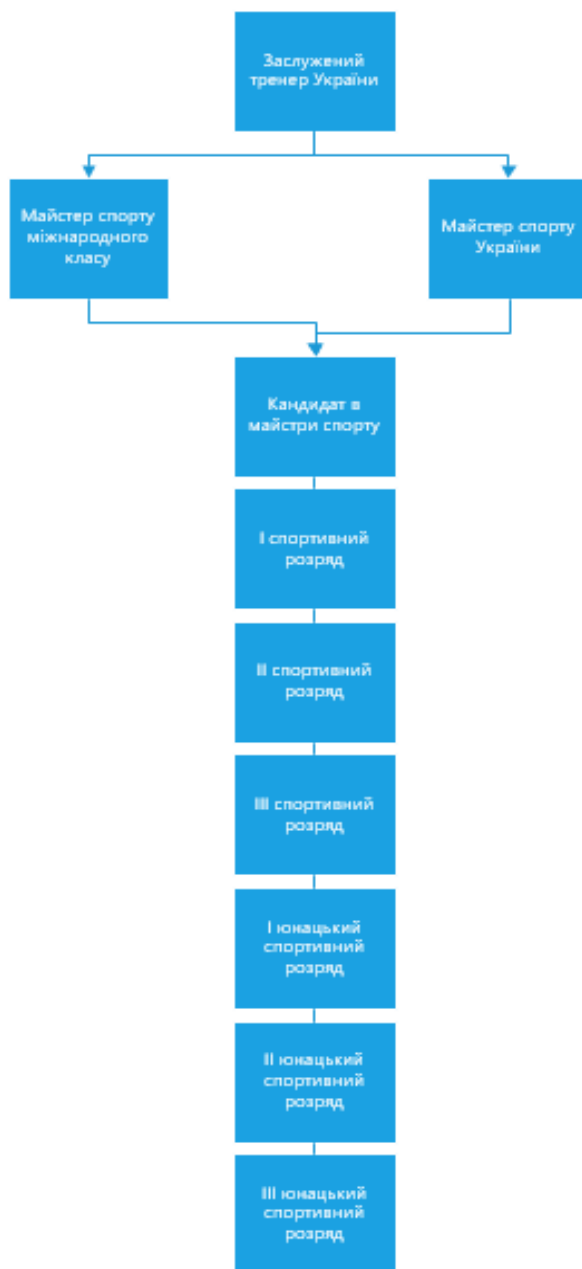 Заслужений
тренер України
Майстер спорту
міжнародного
класу
Майстер спорту
України
Кандидат в
майстри спорту
I спортивний
розряд
II спортивний
розряд
III спортивний
розряд
I юнацький
спортивний
розряд
II юнацький
спортивний
розряд
III юнацький
спортивний
розряд